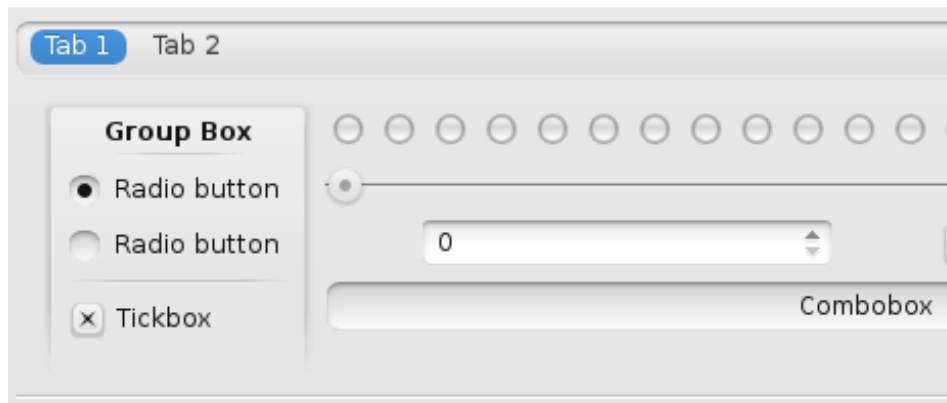 Tab 1 Tab 2
Group Box
Radio button
Radio button
0
Tickbox
Combobox